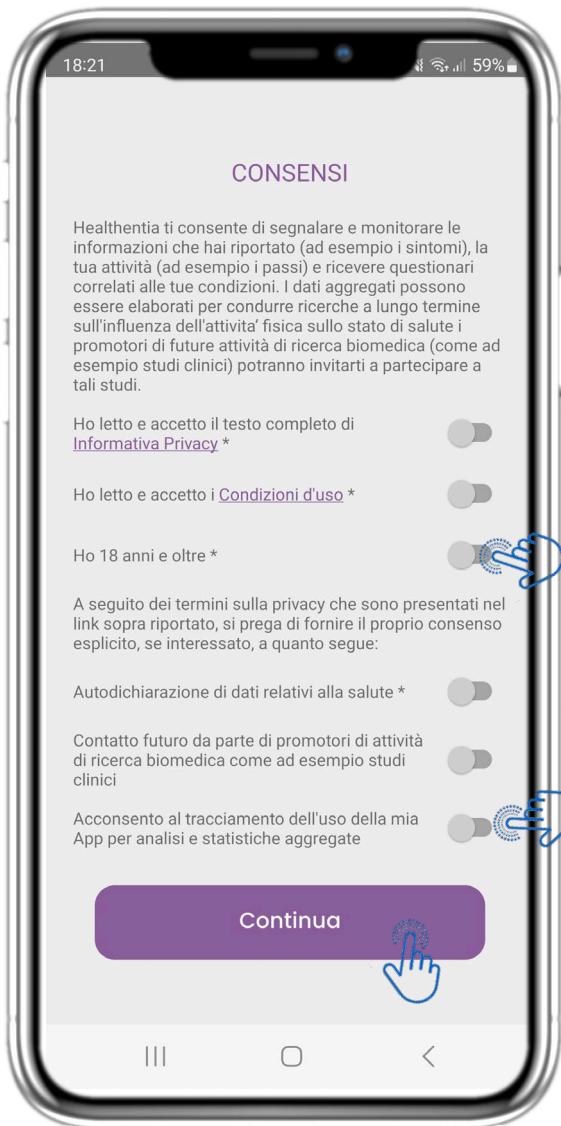 18:21
59%
CONSENSI
Healthentia ti consente di segnalare e monitorare le
informazioni che hai riportato (ad esempio i sintomi), la
tua attività (ad esempio i passi) e ricevere questionari
correlati alle tue condizioni. I dati aggregati possono
essere elaborati per condurre ricerche a lungo termine
sull'influenza dell'attivita' fisica sullo stato di salute i
promotori di future attività di ricerca biomedica (come ad
esempio studi clinici) potranno invitarti a partecipare a
tali studi.
Ho letto e accetto il testo completo di
Informativa Privacy *
Ho letto e accetto i Condizioni d'uso *
Ho 18 anni e oltre *
A seguito dei termini sulla privacy che sono presentati nel
link sopra riportato, si prega di fornire il proprio consenso
esplicito, se interessato, a quanto segue:
Autodichiarazione di dati relativi alla salute *
Contatto futuro da parte di promotori di attività
di ricerca biomedica come ad esempio studi
clinici
Acconsento al tracciamento dell'uso della mia
App per analisi e statistiche aggregate
Continua